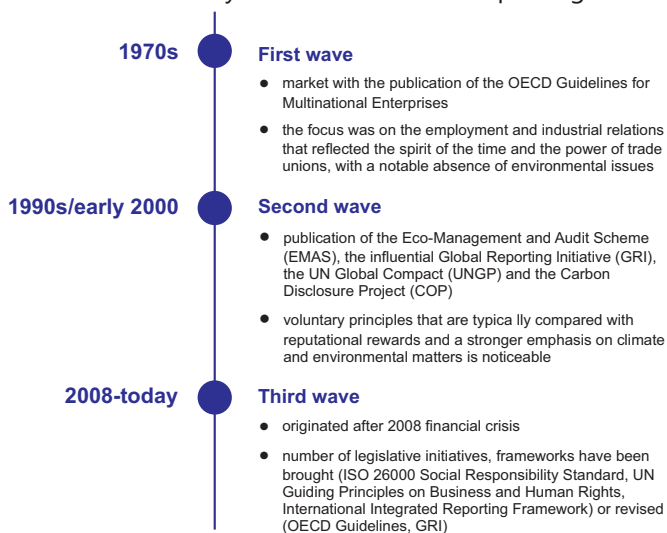 1970s
First wave
• market with the publication of the OECD Guidelines for
Multinational Enterprises
• the focus was on the employment and industrial relations
that reflected the spirit of the time and the power of trade
unions, with a notable absence of environmental issues
1990s/early 2000
Second wave
• publication of the Eco-Management and Audit Scheme
(EMAS), the influential Global Reporting Initiative (GRI),
the UN Global Compact (UNGP) and the Carbon
Disclosure Project (COP)
• voluntary principles that are typica lly compared with
reputational rewards and a stronger emphasis on climate
and environmental matters is noticeable
2008-today
Third wave
• originated after 2008 financial crisis
• number of legislative initiatives, frameworks have been
brought (ISO 26000 Social Responsibility Standard, UN
Guiding Principles on Business and Human Rights,
International Integrated Reporting Framework) or revised
(OECD Guidelines, GRI)